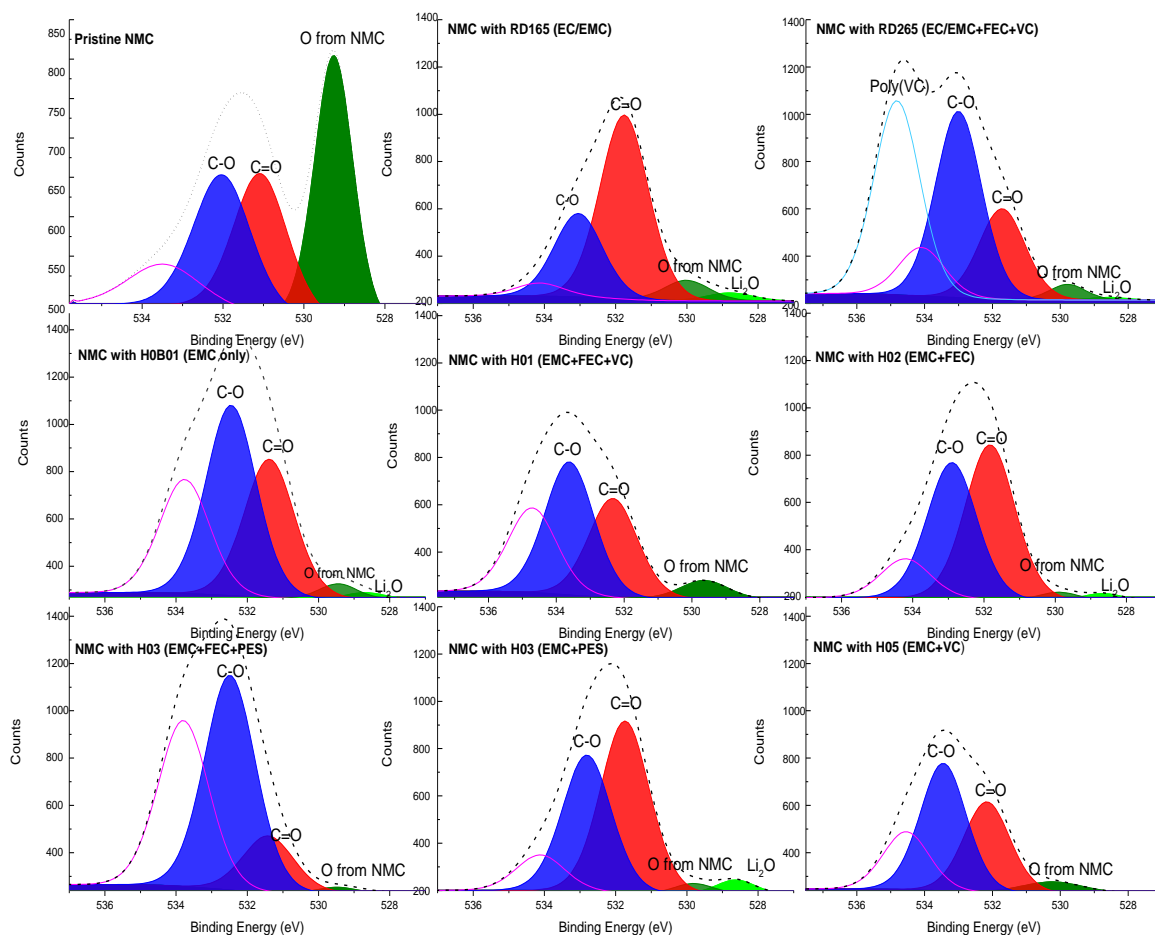 Pristine NMC
O from NMC
C-O
C=O
850
800
750
700
650
600
550
500
534 532 530 528
Binding Energy (eV)
Counts
NMC with RD165 (EC/EMC)
C=O
C-O
O from NMC
Li2O
1400
1200
1000
800
600
400
200
536 534 532 530 528
Binding Energy (eV)
Counts
NMC with RD265 (EC/EMC+FEC+VC)
Poly(VC)
C-O
C=O
O from NMC
Li2O
1400
1200
1000
800
600
400
200
536 534 532 530 528
Binding Energy (eV)
Counts
NMC with H0B01 (EMC only)
C-O
C=O
O from NMC
Li2O
1400
1200
1000
800
600
400
536 534 532 530 528
Binding Energy (eV)
Counts
NMC with H01 (EMC+FEC+VC)
C-O
C=O
O from NMC
1400
1200
1000
800
600
400
536 534 532 530 528
Binding Energy (eV)
Counts
NMC with H02 (EMC+FEC)
C-O
C=O
O from NMC
Li2O
1400
1200
1000
800
600
400
200
536 534 532 530 528
Binding Energy (eV)
Counts
NMC with H03 (EMC+FEC+PES)
C-O
C=O
O from NMC
1400
1200
1000
800
600
400
536 534 532 530 528
Binding Energy (eV)
Counts
NMC with H03 (EMC+PES)
C=O
C-O
O from NMC
Li2O
1400
1200
1000
800
600
400
200
536 534 532 530 528
Binding Energy (eV)
Counts
NMC with H05 (EMC+VC)
C-O
C=O
O from NMC
1400
1200
1000
800
600
400
536 534 532 530 528
Binding Energy (eV)
Counts